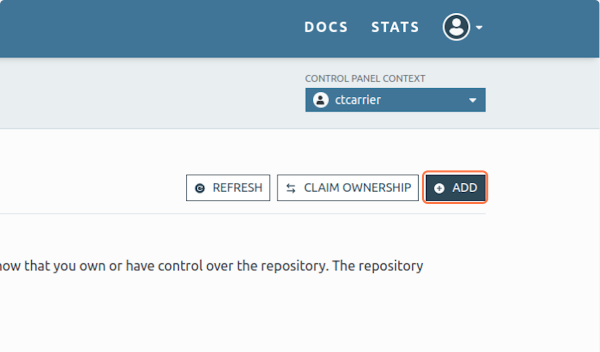 DOCS STATS
CONTROL PANEL CONTEXT
ctcarrier
REFRESH CLAIM OWNERSHIP ADD
that you own or have control over the repository. The repository